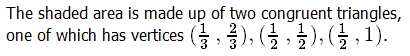 The shaded area is made up of two congruent triangles,
one of which has vertices (1/3 , 2/3), (1/2 , 1/2), (1/2 , 1).